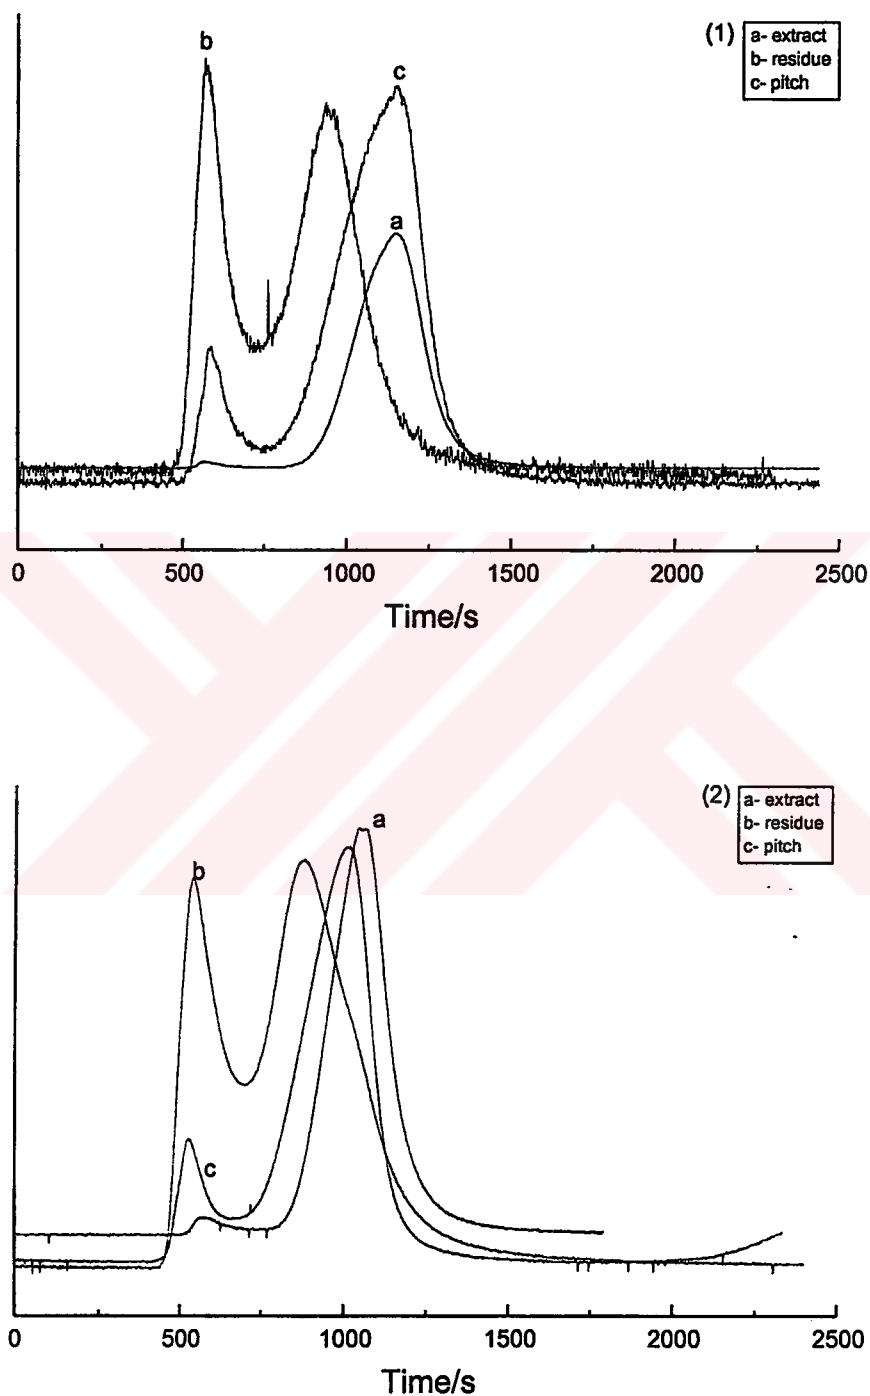 (1)
a- extract
b- residue
c- pitch
b
c
a
0 500 1000 1500 2000 2500
Time/s
(2)
a- extract
b- residue
c- pitch
a
b
c
0 500 1000 1500 2000 2500
Time/s